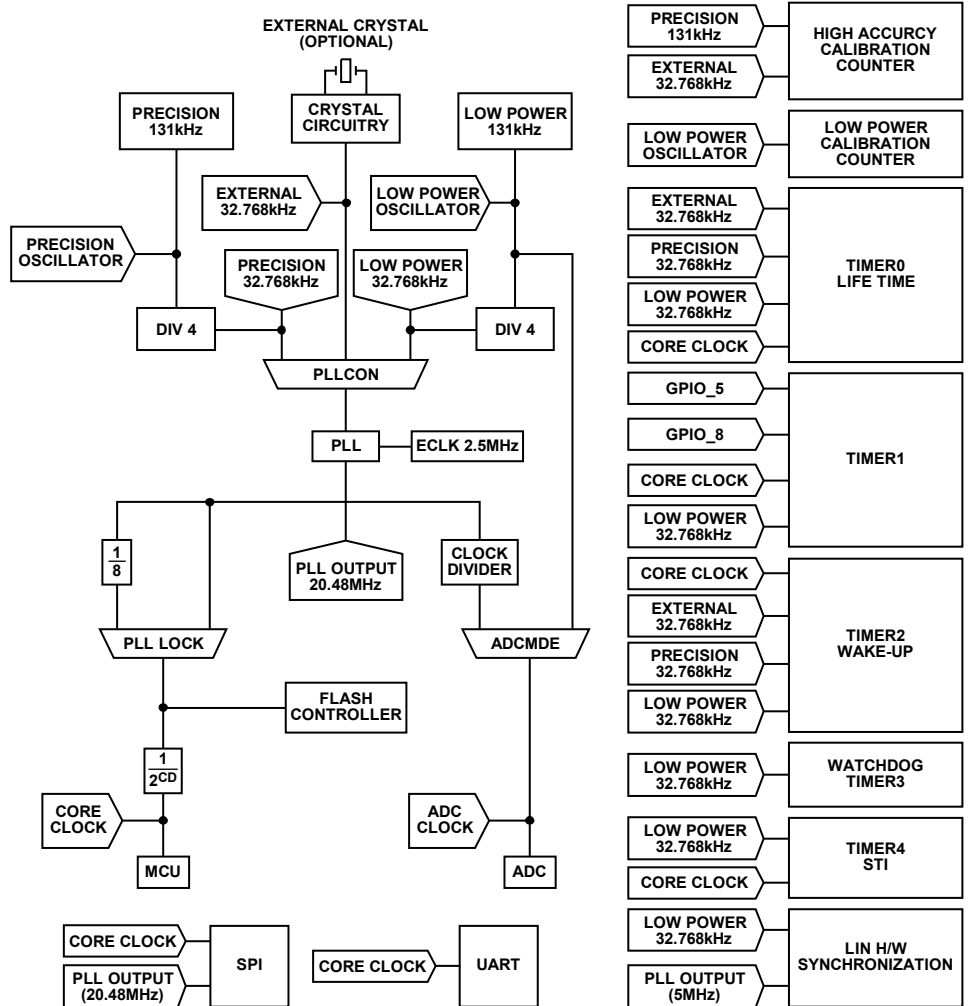 EXTERNAL CRYSTAL
(OPTIONAL)
PRECISION
131kHz
CRYSTAL
CIRCUITRY
LOW POWER
131kHz
EXTERNAL
32.768kHz
LOW POWER
OSCILLATOR
PRECISION
OSCILLATOR
PRECISION
32.768kHz
LOW POWER
32.768kHz
DIV 4
DIV 4
PLLCON
PLL
ECLK 2.5MHz
1
8
PLL OUTPUT
20.48MHz
CLOCK
DIVIDER
PLL LOCK
ADCMDE
FLASH
CONTROLLER
1
2CD
CORE
CLOCK
ADC
CLOCK
MCU
ADC
CORE CLOCK
PLL OUTPUT
(20.48MHz)
SPI
CORE CLOCK
UART
PRECISION
131kHz
EXTERNAL
32.768kHz
HIGH ACCURCY
CALIBRATION
COUNTER
LOW POWER
OSCILLATOR
LOW POWER
CALIBRATION
COUNTER
EXTERNAL
32.768kHz
PRECISION
32.768kHz
LOW POWER
32.768kHz
CORE CLOCK
TIMER0
LIFE TIME
GPIO_5
GPIO_8
CORE CLOCK
LOW POWER
32.768kHz
TIMER1
CORE CLOCK
EXTERNAL
32.768kHz
PRECISION
32.768kHz
LOW POWER
32.768kHz
TIMER2
WAKE-UP
LOW POWER
32.768kHz
WATCHDOG
TIMER3
LOW POWER
32.768kHz
CORE CLOCK
TIMER4
STI
LOW POWER
32.768kHz
PLL OUTPUT
(5MHz)
LIN H/W
SYNCHRONIZATION